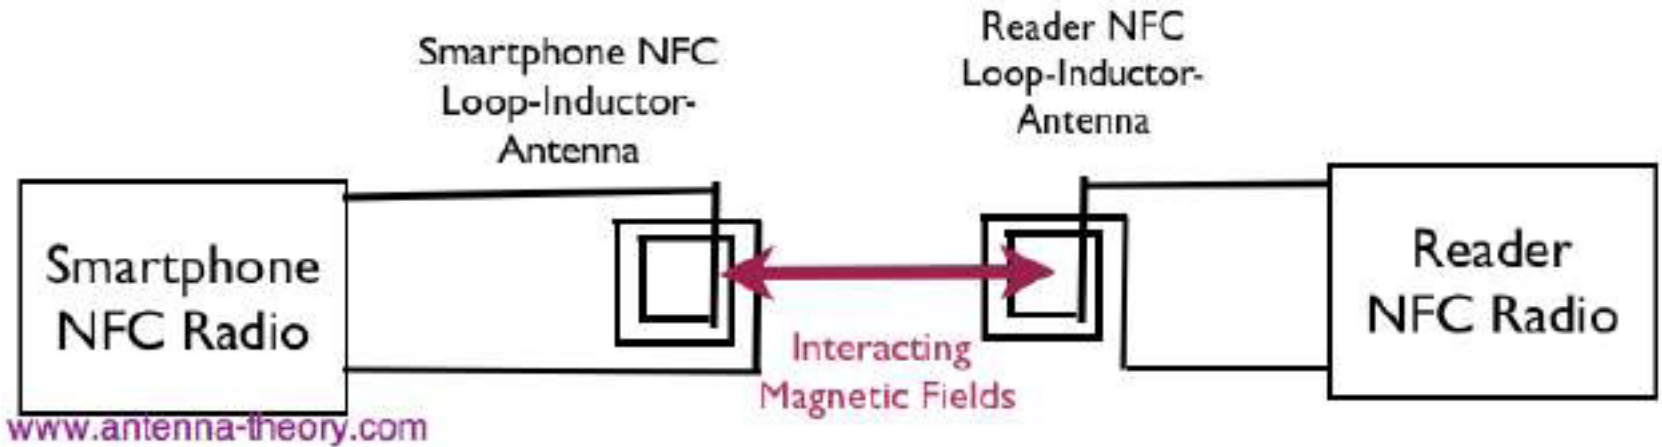 Smartphone NFC
Loop-Inductor-
Antenna
Reader NFC
Loop-Inductor-
Antenna
Smartphone
NFC Radio
Interacting
Magnetic Fields
Reader
NFC Radio
www.antenna-theory.com